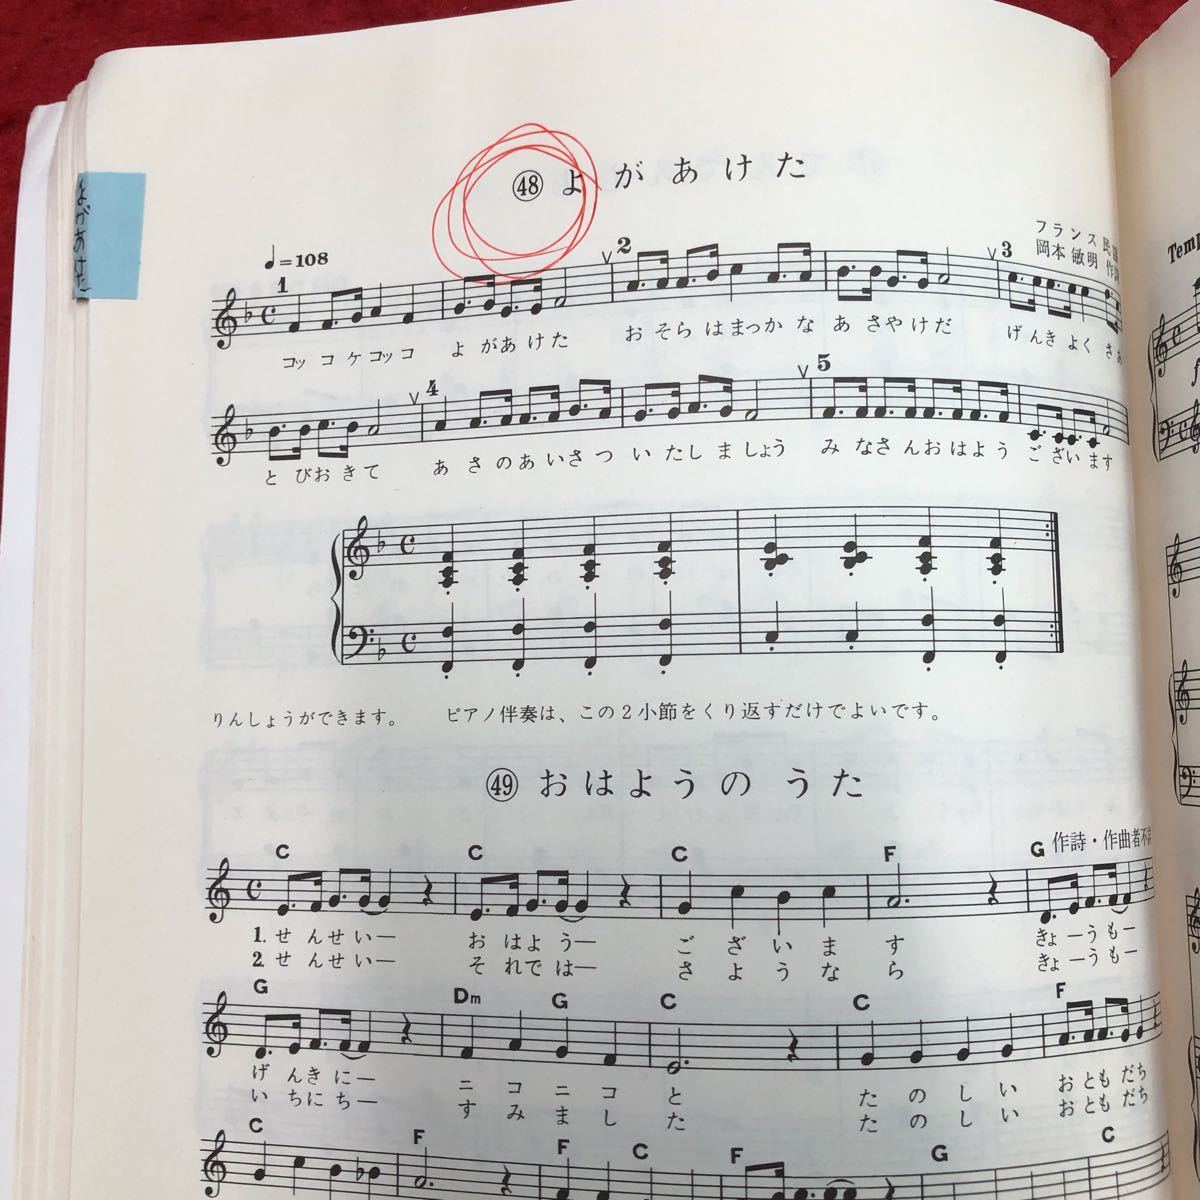 よがあけた
㊽ よがあけた
♩=108
フランス民謡
岡本敏明 作詩
1 2 3
コッコケコッコ よがあけた おそらはまっかな あさやけだ げんきよくさあ
4 5
とびおきて あさのあいさつ いたしましょう みなさんおはよう ございます
りんしょうができます。 ピアノ伴奏は、この2小節をくり返すだけでよいです。
㊾ おはようのうた
作詩・作曲者不詳
C C C F G
1. せんせい― おはよう― ございます きょーうもー
2. せんせい― それでは― さようなら きょーうもー
G Dm G C C F
げんきに― ニコニコと たのしい おともだち
いちにち― すみました たのしい おともだち
C F F C F G C
Temp
f